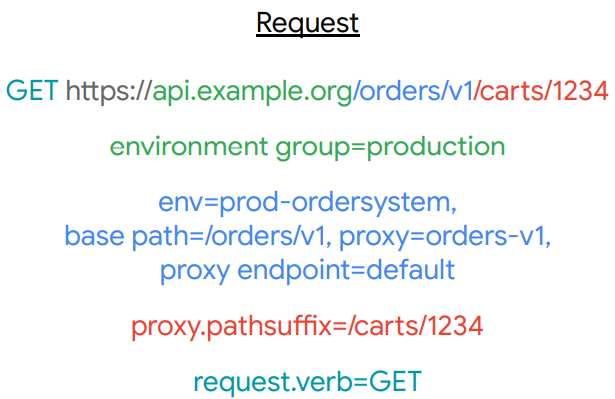 Request
GET https://api.example.org/orders/v1/carts/1234
environment group=production
env=prod-ordersystem,
base path=/orders/v1, proxy=orders-v1,
proxy endpoint=default
proxy.pathsuffix=/carts/1234
request.verb=GET